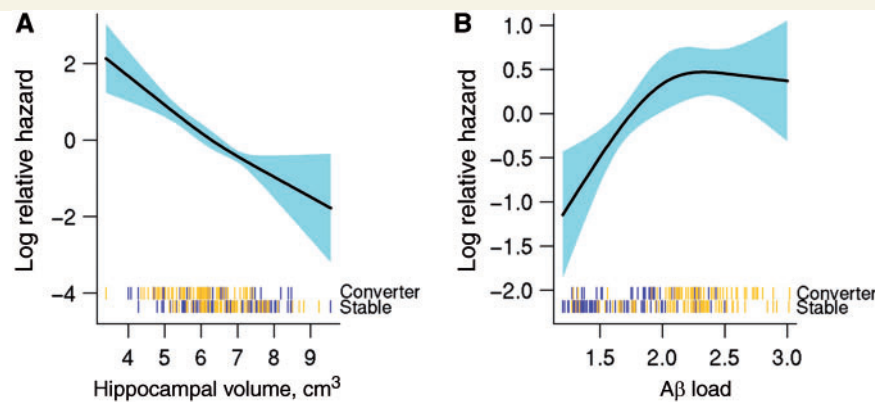 A
Log relative hazard
2
0
−2
−4
Converter
Stable
4 5 6 7 8 9
Hippocampal volume, cm³
B
Log relative hazard
1.0
0.5
0.0
−0.5
−1.0
−1.5
−2.0
Converter
Stable
1.5 2.0 2.5 3.0
Aβ load